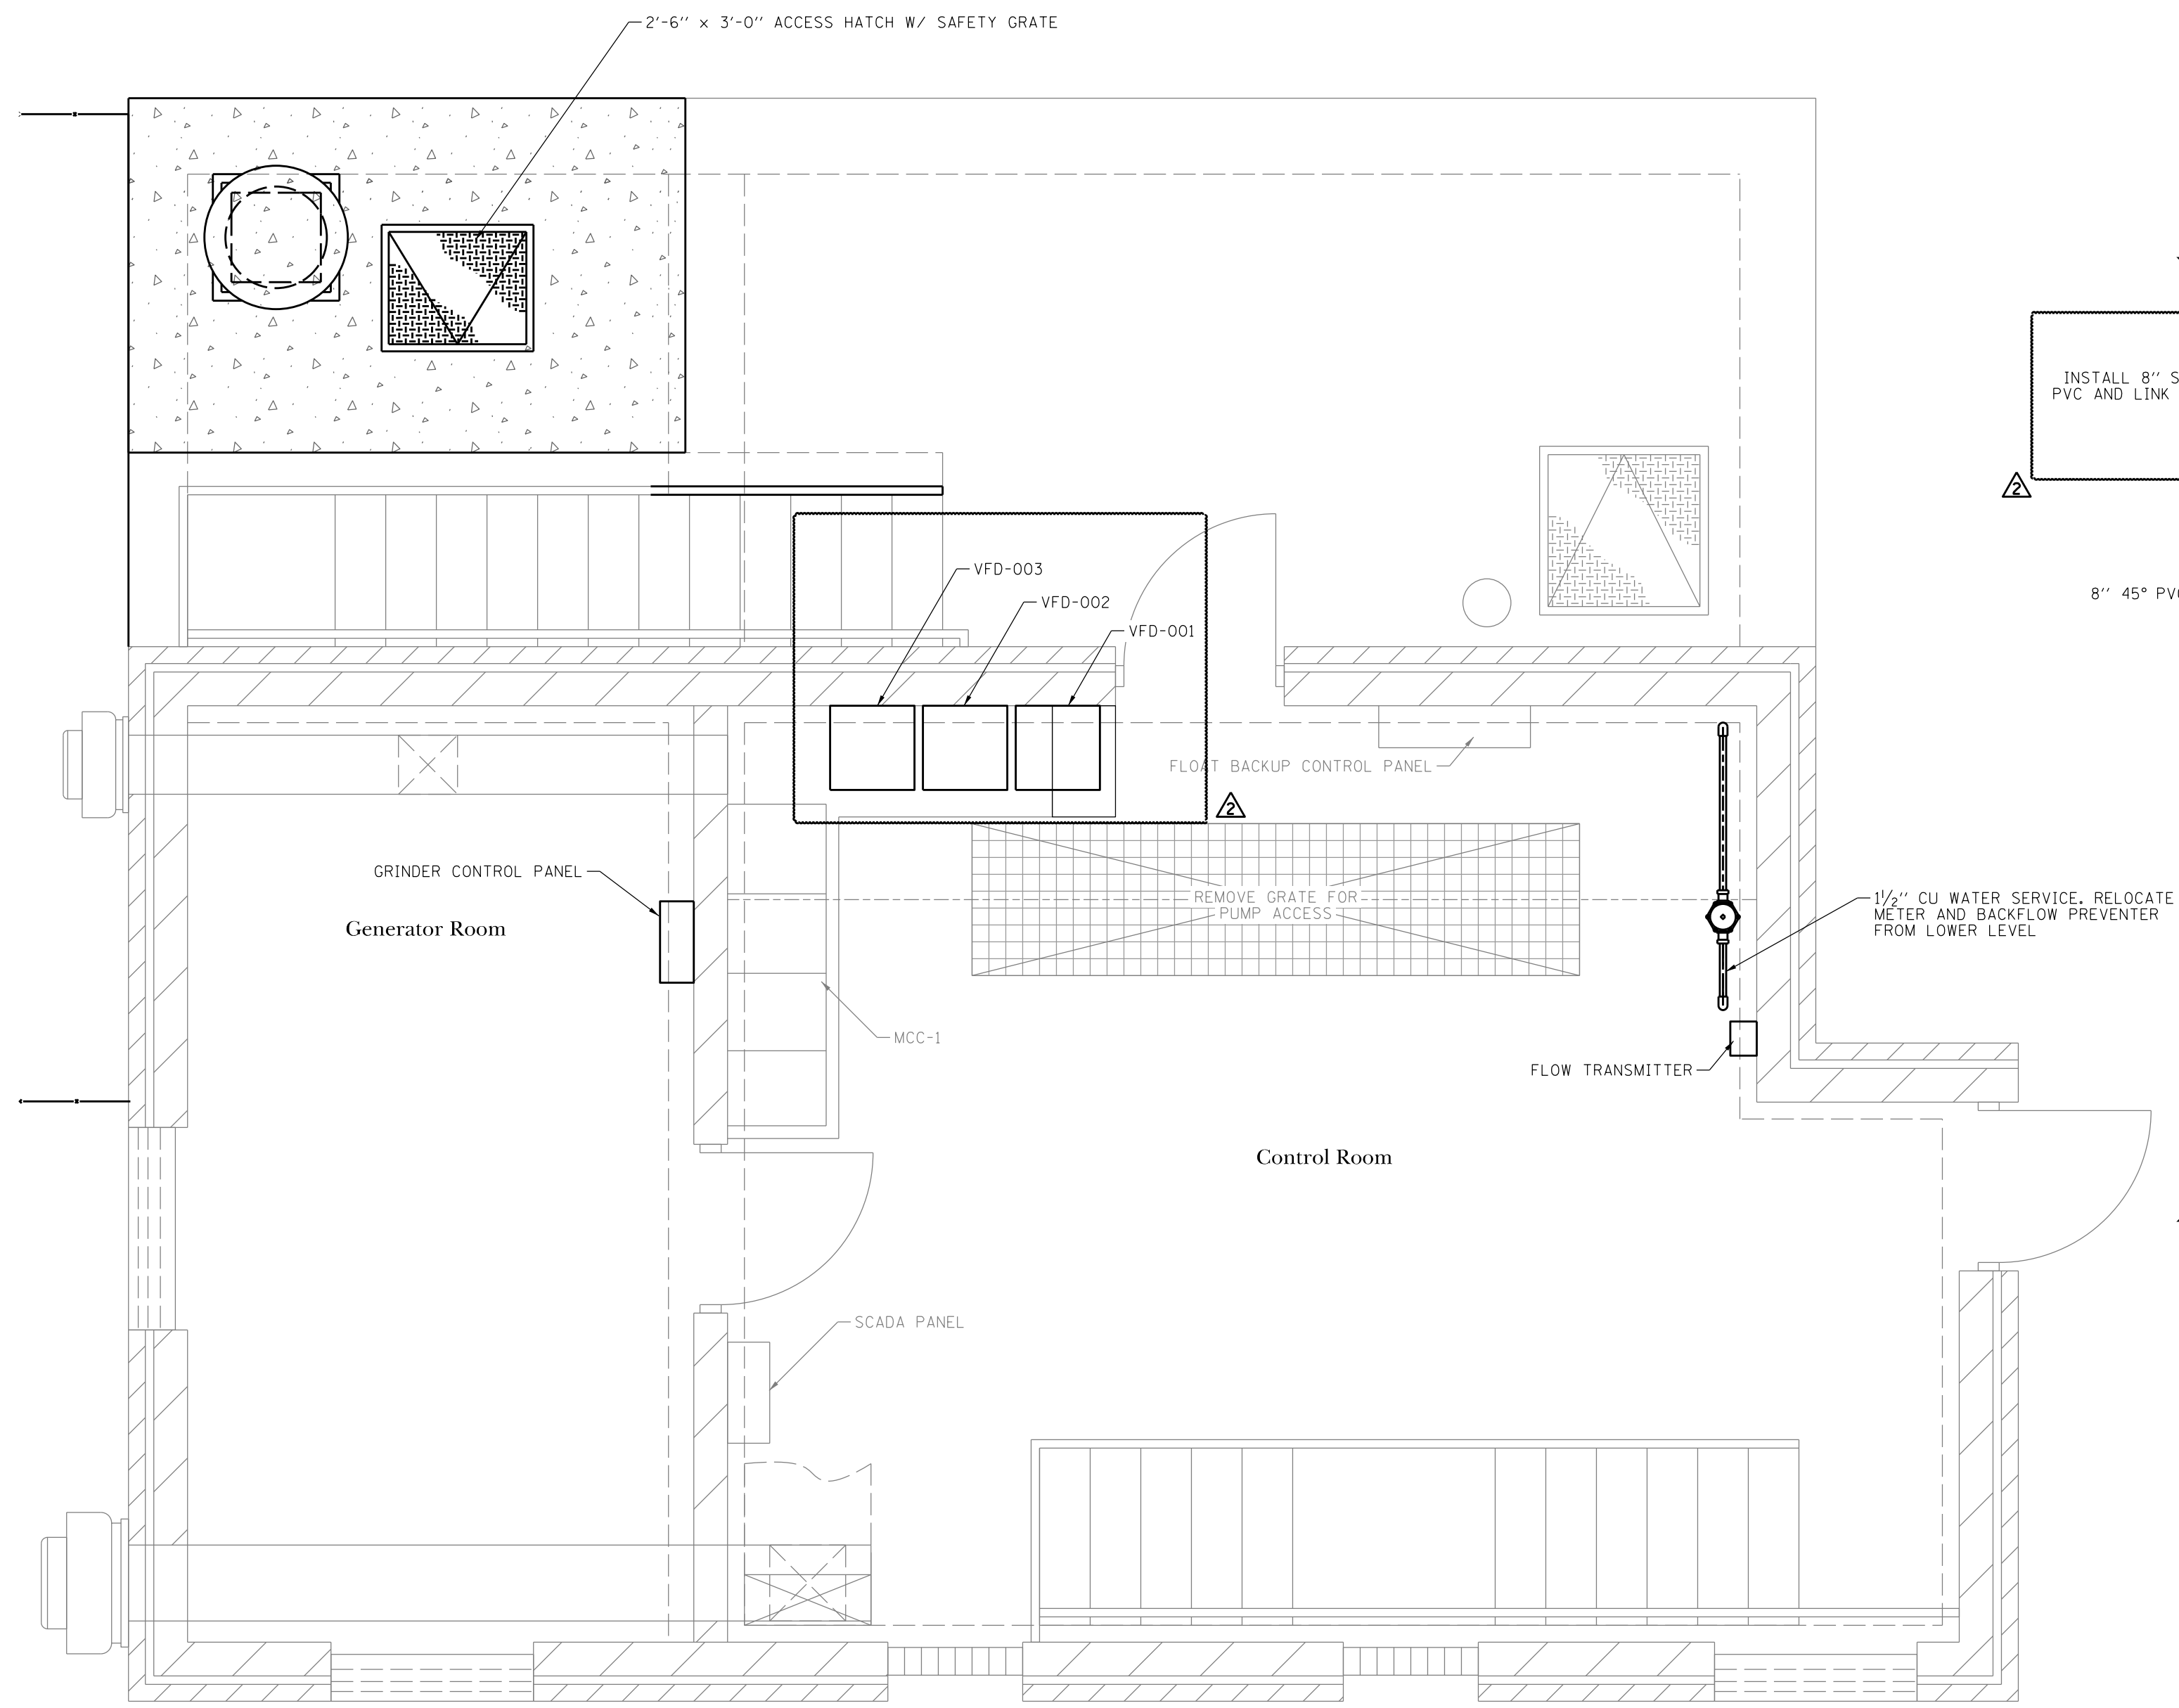 2'-6" x 3'-0" ACCESS HATCH W/ SAFETY GRATE
INSTALL 8" S
PVC AND LINK
2
VFD-003
8" 45° PVC
VFD-002
VFD-001
FLOAT BACKUP CONTROL PANEL
2
GRINDER CONTROL PANEL
Generator Room
REMOVE GRATE FOR
PUMP ACCESS
1½" CU WATER SERVICE. RELOCATE
METER AND BACKFLOW PREVENTER
FROM LOWER LEVEL
MCC-1
FLOW TRANSMITTER
Control Room
SCADA PANEL